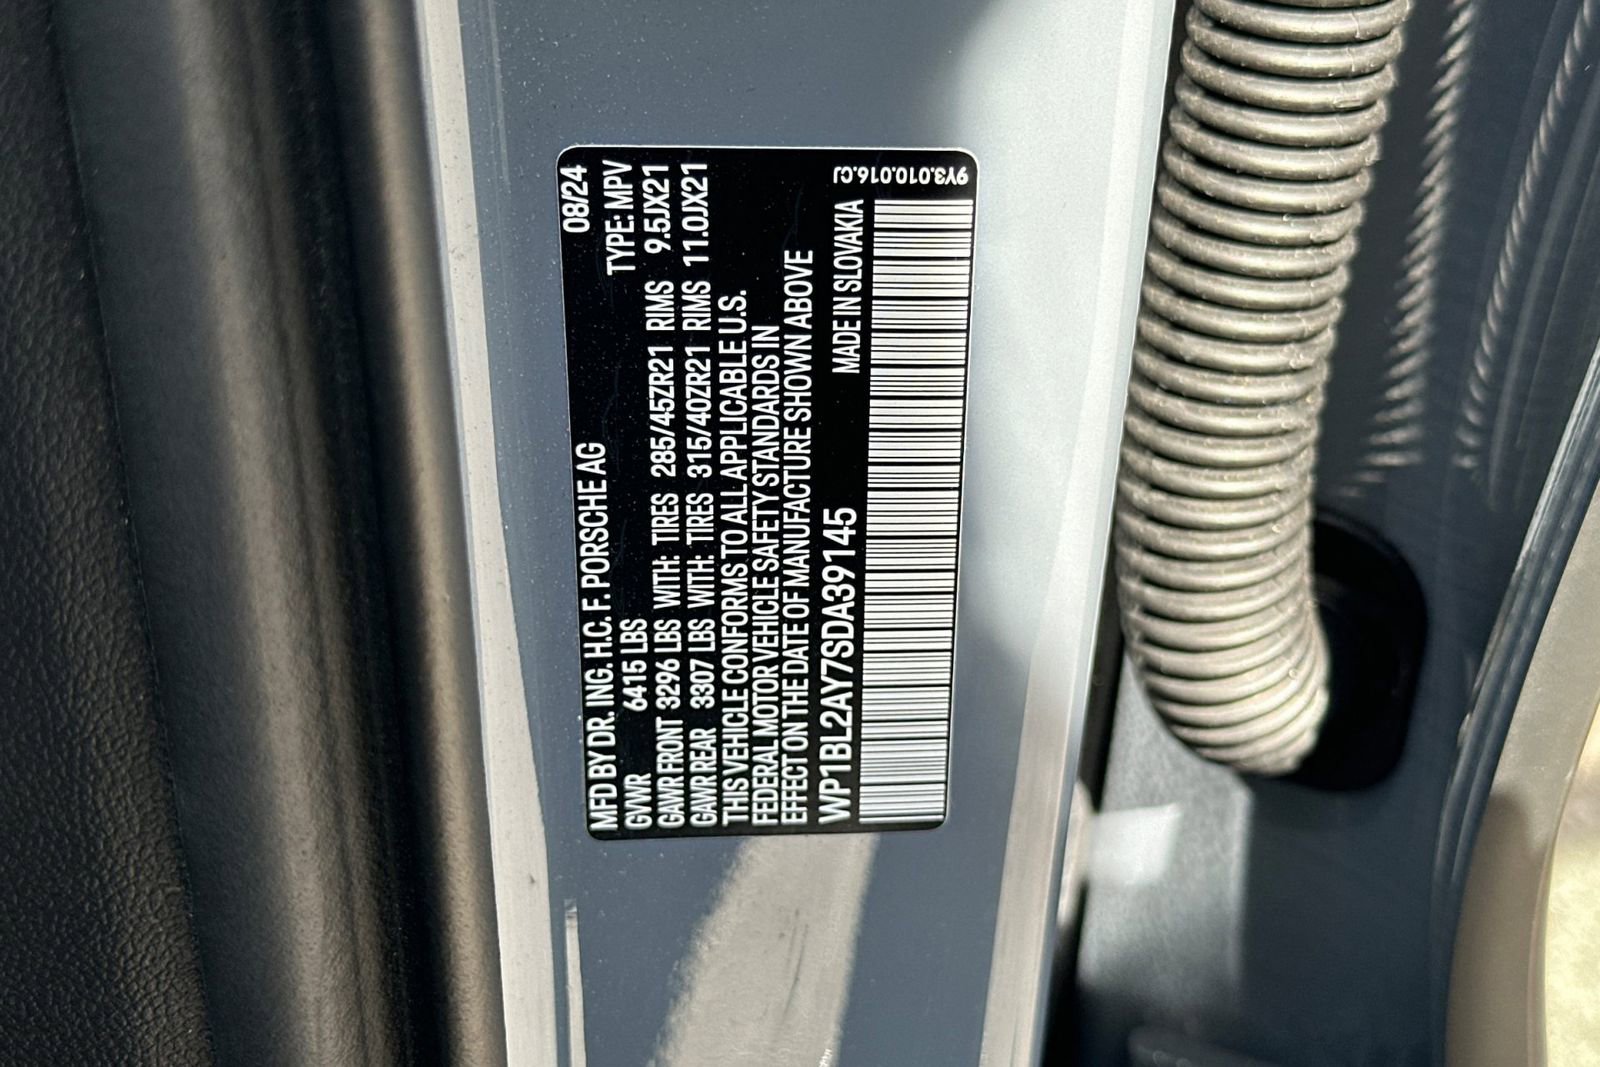 MFD BY DR. ING. H.C. F. PORSCHE AG 08/24
GVWR 6415 LBS TYPE: MPV
GAWR FRONT 3296 LBS WITH: TIRES 285/45ZR21 RIMS 9.5JX21
GAWR REAR 3307 LBS WITH: TIRES 315/40ZR21 RIMS 11.0JX21
THIS VEHICLE CONFORMS TO ALL APPLICABLE U.S.
FEDERAL MOTOR VEHICLE SAFETY STANDARDS IN
EFFECT ON THE DATE OF MANUFACTURE SHOWN ABOVE
WP1BL2AY7SDA39145 MADE IN SLOVAKIA
9Y3.010.016.CJ